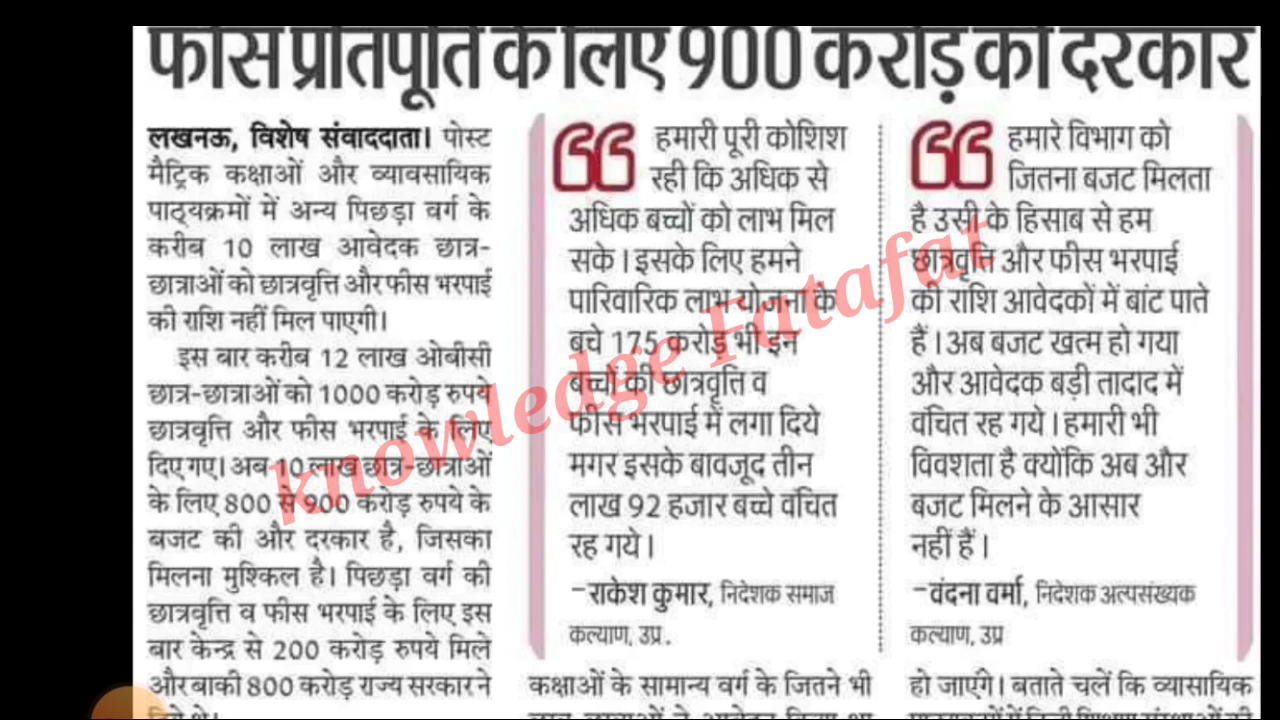 फीस प्रतिपूर्ति के लिए 900 करोड़ की दरकार
लखनऊ, विशेष संवाददाता। पोस्ट
मैट्रिक कक्षाओं और व्यावसायिक
पाठ्यक्रमों में अन्य पिछड़ा वर्ग के
करीब 10 लाख आवेदक छात्र-
छात्राओं को छात्रवृत्ति और फीस भरपाई
की राशि नहीं मिल पाएगी।
इस बार करीब 12 लाख ओबीसी
छात्र-छात्राओं को 1000 करोड़ रुपये
छात्रवृत्ति और फीस भरपाई के लिए
दिए गए। अब 10 लाख छात्र-छात्राओं
के लिए 800 से 900 करोड़ रुपये के
बजट की और दरकार है, जिसका
मिलना मुश्किल है। पिछड़ा वर्ग की
छात्रवृत्ति व फीस भरपाई के लिए इस
बार केन्द्र से 200 करोड़ रुपये मिले
और बाकी 800 करोड़ राज्य सरकार ने
हमारी पूरी कोशिश
रही कि अधिक से
अधिक बच्चों को लाभ मिल
सके। इसके लिए हमने
पारिवारिक लाभ योजना के
बचे 175 करोड़ भी इन
बच्चों की छात्रवृत्ति व
फीस भरपाई में लगा दिये
मगर इसके बावजूद तीन
लाख 92 हजार बच्चे वंचित
रह गये।
–राकेश कुमार, निदेशक समाज
कल्याण, उप्र.
कक्षाओं के सामान्य वर्ग के जितने भी
हमारे विभाग को
जितना बजट मिलता
है उसी के हिसाब से हम
छात्रवृत्ति और फीस भरपाई
की राशि आवेदकों में बांट पाते
हैं। अब बजट खत्म हो गया
और आवेदक बड़ी तादाद में
वंचित रह गये। हमारी भी
विवशता है क्योंकि अब और
बजट मिलने के आसार
नहीं हैं।
–वंदना वर्मा, निदेशक अल्पसंख्यक
कल्याण, उप्र
हो जाएंगे। बताते चलें कि व्यासायिक
knowledge Fatafat